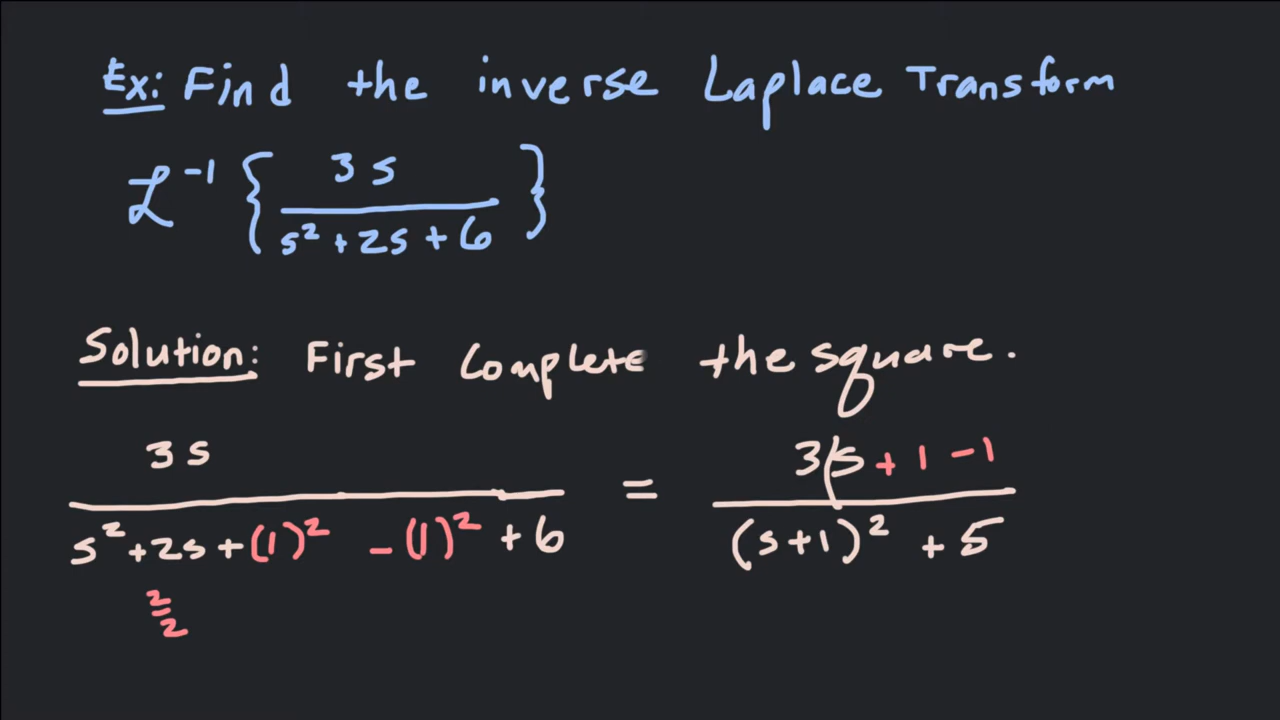 Ex: Find the inverse Laplace Transform
ℒ⁻¹ { 3s / (s² + 2s + 6) }
Solution: First Complete the square.
3s / (s² + 2s + (1)² - (1)² + 6) = 3(s + 1 - 1 / ((s+1)² + 5)
2/2